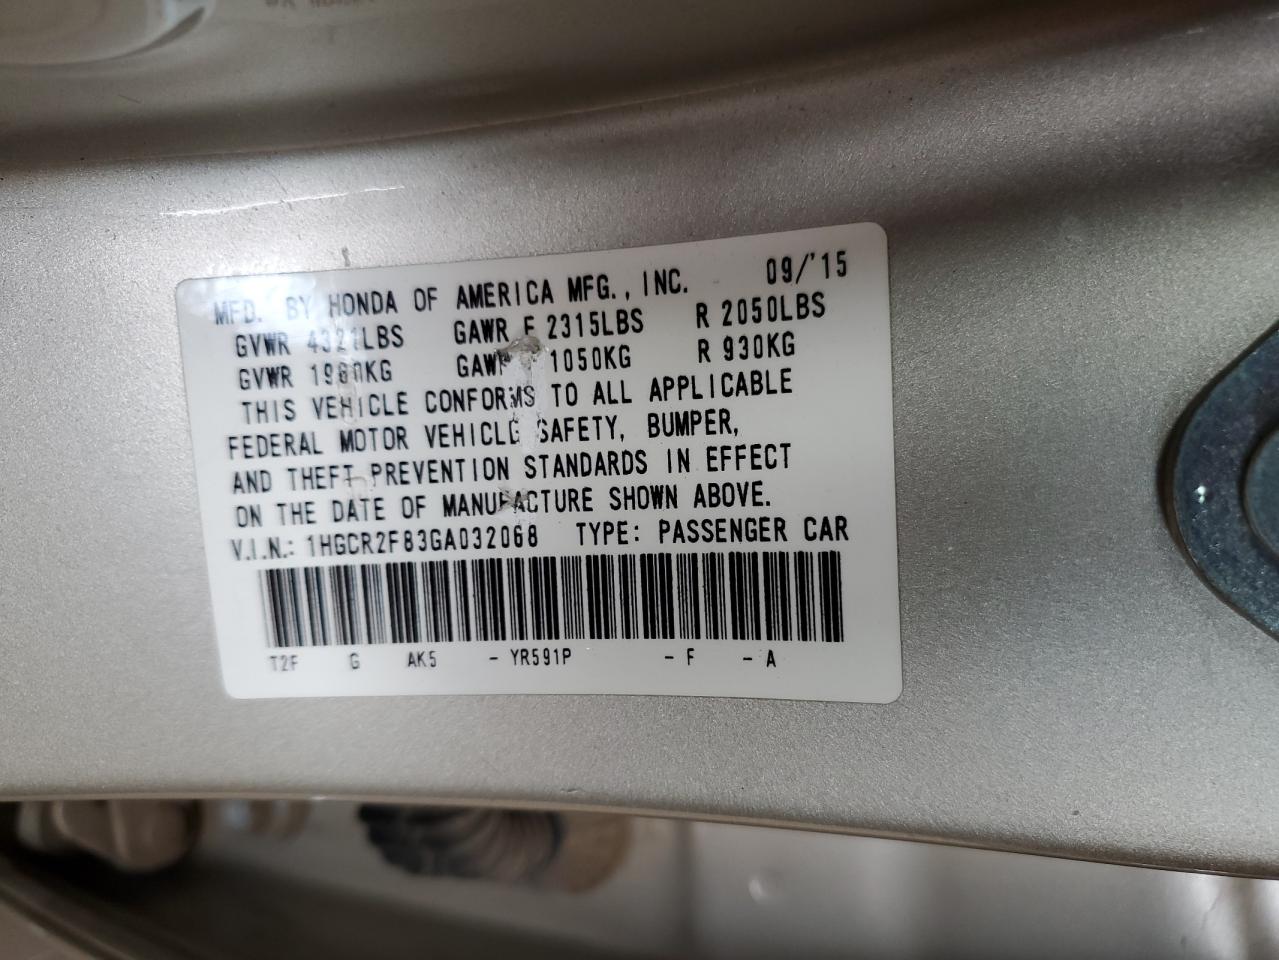 MFD. BY HONDA OF AMERICA MFG., INC. 09/'15
GVWR 4321LBS GAWR F 2315LBS R 2050LBS
GVWR 1960KG GAWR 1050KG R 930KG
THIS VEHICLE CONFORMS TO ALL APPLICABLE
FEDERAL MOTOR VEHICLE SAFETY, BUMPER,
AND THEFT PREVENTION STANDARDS IN EFFECT
ON THE DATE OF MANUFACTURE SHOWN ABOVE.
V.I.N.: 1HGCR2F83GA032068 TYPE: PASSENGER CAR
T2F G AK5 - YR591P - F - A